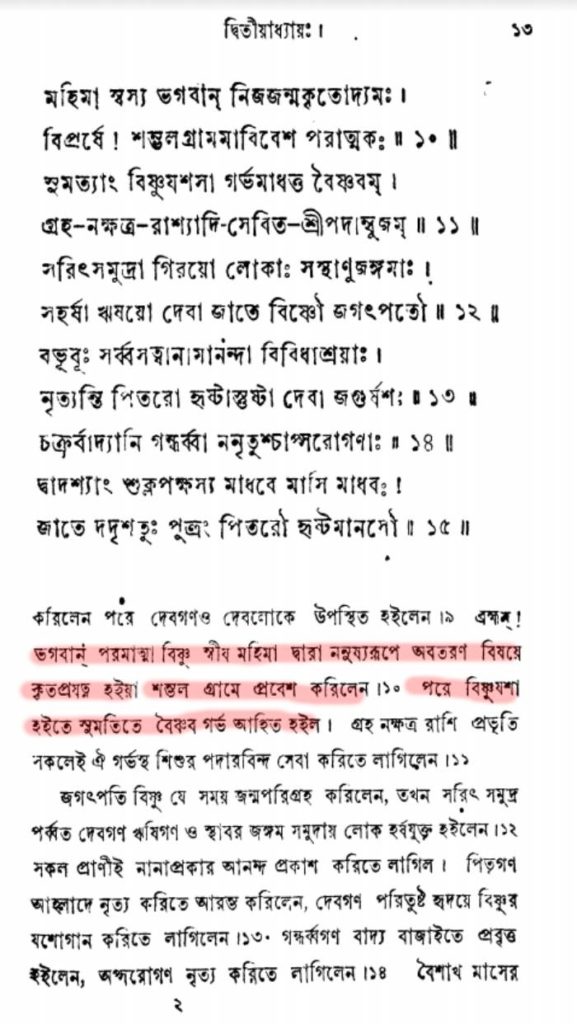 দ্বিতীয়াধ্যায়ঃ। ১৩
মহিমা স্বস্য ভগবান্ নিজজন্মকৃতোদ্যমঃ।
বিপ্রর্ষে! শম্ভলগ্রামমাবিবেশ পরাত্মকঃ॥ ১০॥
সুমত্যাং বিষ্ণুযশসা গর্ভমাধত্ত বৈষ্ণবম্।
গ্রহ-নক্ষত্র-রাশ্যাদি-সেবিত-শ্রীপদাম্বুজম্॥ ১১॥
সরিৎসমুদ্রা গিরয়ো লোকাঃ সস্থাণুজঙ্গমাঃ।
সহর্ষা ঋষয়ো দেবা জাতে বিষ্ণৌ জগৎপতৌ॥ ১২॥
বভূবুঃ সর্ব্বসত্বানামানন্দা বিবিধাশ্রয়াঃ।
নৃত্যন্তি পিতরো হৃষ্টাস্তুষ্টা দেবা জগুর্যশঃ॥ ১৩॥
চক্রুর্বাদ্যানি গন্ধর্ব্বা ননৃতুশ্চাপ্সরোগণাঃ॥ ১৪॥
দ্বাদশ্যাং শুক্লপক্ষস্য মাধবে মাসি মাধবঃ!
জাতে দদৃশতুঃ পুত্রং পিতরৌ হৃষ্টমানসৌ॥ ১৫॥
করিলেন পরে দেবগণও দেবলোকে উপস্থিত হইলেন।৯ ব্রহ্মন্!
ভগবান্ পরমাত্মা বিষ্ণু স্বীয় মহিমা দ্বারা মনুষ্যরূপে অবতরণ বিষয়ে
কৃতপ্রযত্ন হইয়া শম্ভল গ্রামে প্রবেশ করিলেন।১০ পরে বিষ্ণুযশা
হইতে সুমতিতে বৈষ্ণব গর্ভ আহিত হইল। গ্রহ নক্ষত্র রাশি প্রভৃতি
সকলেই ঐ গর্ভস্থ শিশুর পদারবিন্দ সেবা করিতে লাগিলেন।১১
জগৎপতি বিষ্ণু যে সময় জন্মপরিগ্রহ করিলেন, তখন সরিৎ সমুদ্র
পর্ব্বত দেবগণ ঋষিগণ ও স্থাবর জঙ্গম সমুদায় লোক হর্ষযুক্ত হইলেন।১২
সকল প্রাণীই নানাপ্রকার আনন্দ প্রকাশ করিতে লাগিল। পিতৃগণ
আহ্লাদে নৃত্য করিতে আরম্ভ করিলেন, দেবগণ পরিতুষ্ট হৃদয়ে বিষ্ণুর
যশোগান করিতে লাগিলেন।১৩ গন্ধর্ব্বগণ বাদ্য বাজাইতে প্রবৃত্ত
হইলেন, অপ্সরোগণ নৃত্য করিতে লাগিলেন।১৪ বৈশাখ মাসের
২